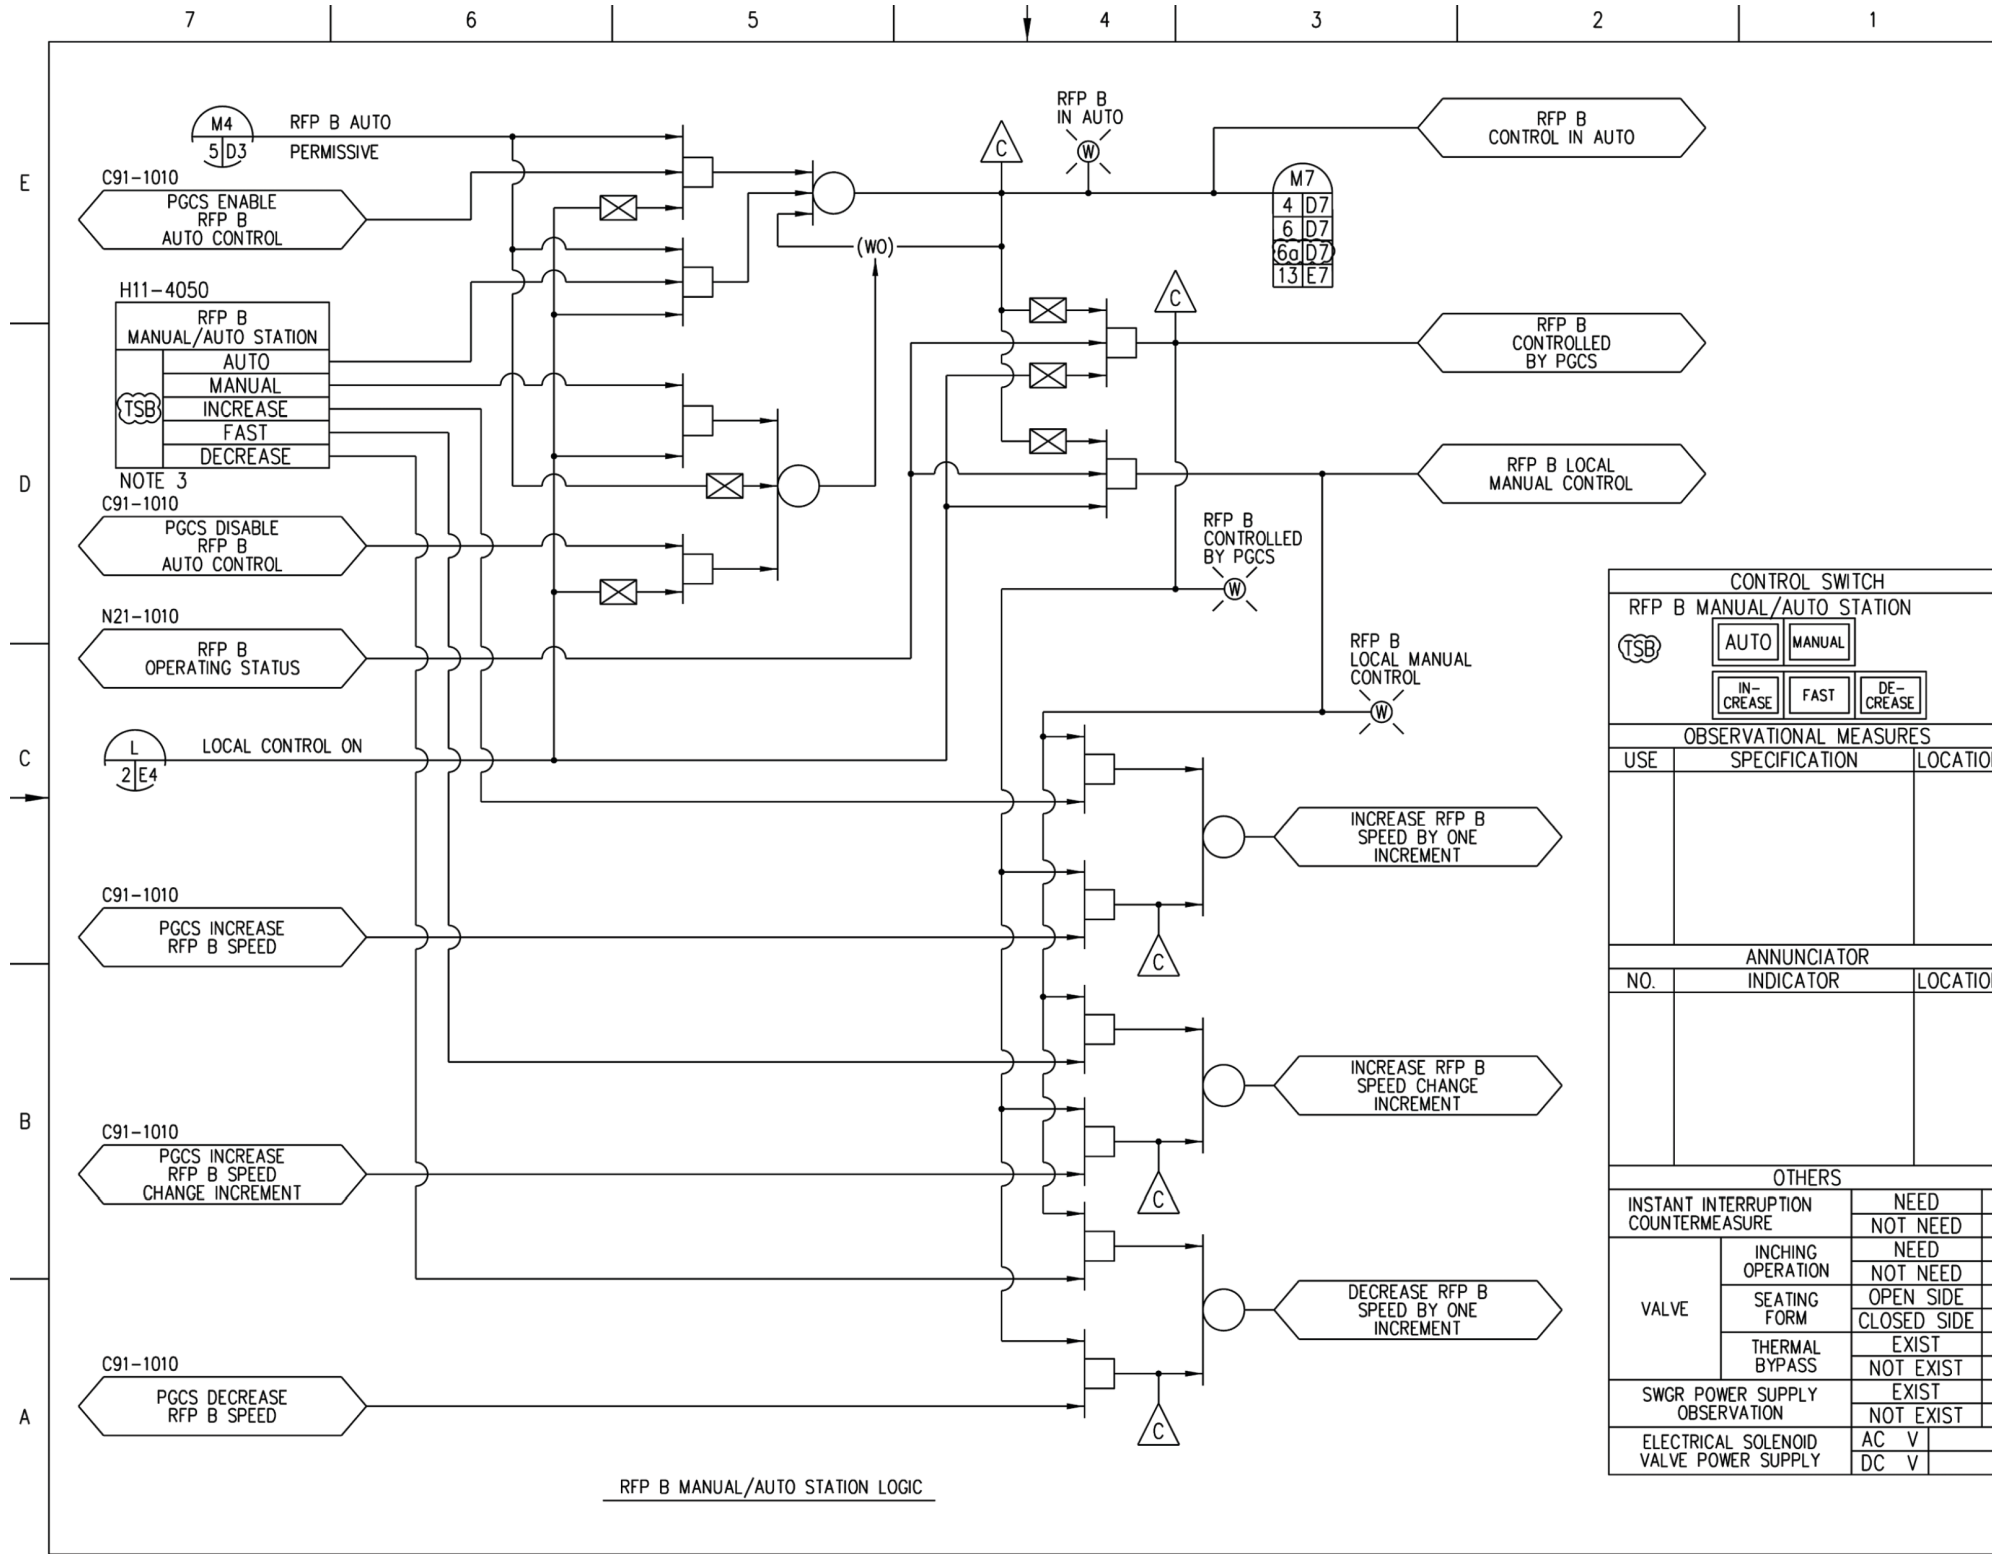 7 6 5 4 3 2 1
E
D
C
B
A
M4
5 D3
RFP B AUTO
PERMISSIVE
C91-1010
PGCS ENABLE
RFP B
AUTO CONTROL
H11-4050
RFP B
MANUAL/AUTO STATION
TSB
AUTO
MANUAL
INCREASE
FAST
DECREASE
NOTE 3
C91-1010
PGCS DISABLE
RFP B
AUTO CONTROL
N21-1010
RFP B
OPERATING STATUS
L
2 E4
LOCAL CONTROL ON
C91-1010
PGCS INCREASE
RFP B SPEED
C91-1010
PGCS INCREASE
RFP B SPEED
CHANGE INCREMENT
C91-1010
PGCS DECREASE
RFP B SPEED
(WO)
C
RFP B
IN AUTO
W
M7
4 D7
6 D7
6a D7
13 E7
RFP B
CONTROL IN AUTO
C
RFP B
CONTROLLED
BY PGCS
RFP B LOCAL
MANUAL CONTROL
RFP B
CONTROLLED
BY PGCS
W
RFP B
LOCAL MANUAL
CONTROL
W
INCREASE RFP B
SPEED BY ONE
INCREMENT
C
INCREASE RFP B
SPEED CHANGE
INCREMENT
C
DECREASE RFP B
SPEED BY ONE
INCREMENT
C
RFP B MANUAL/AUTO STATION LOGIC
CONTROL SWITCH
RFP B MANUAL/AUTO STATION
TSB
AUTO MANUAL
IN-
CREASE
FAST
DE-
CREASE
OBSERVATIONAL MEASURES
USE SPECIFICATION LOCATIO
ANNUNCIATOR
NO. INDICATOR LOCATIO
OTHERS
INSTANT INTERRUPTION
COUNTERMEASURE
NEED
NOT NEED
VALVE
INCHING
OPERATION
NEED
NOT NEED
SEATING
FORM
OPEN SIDE
CLOSED SIDE
THERMAL
BYPASS
EXIST
NOT EXIST
SWGR POWER SUPPLY
OBSERVATION
EXIST
NOT EXIST
ELECTRICAL SOLENOID
VALVE POWER SUPPLY
AC V
DC V